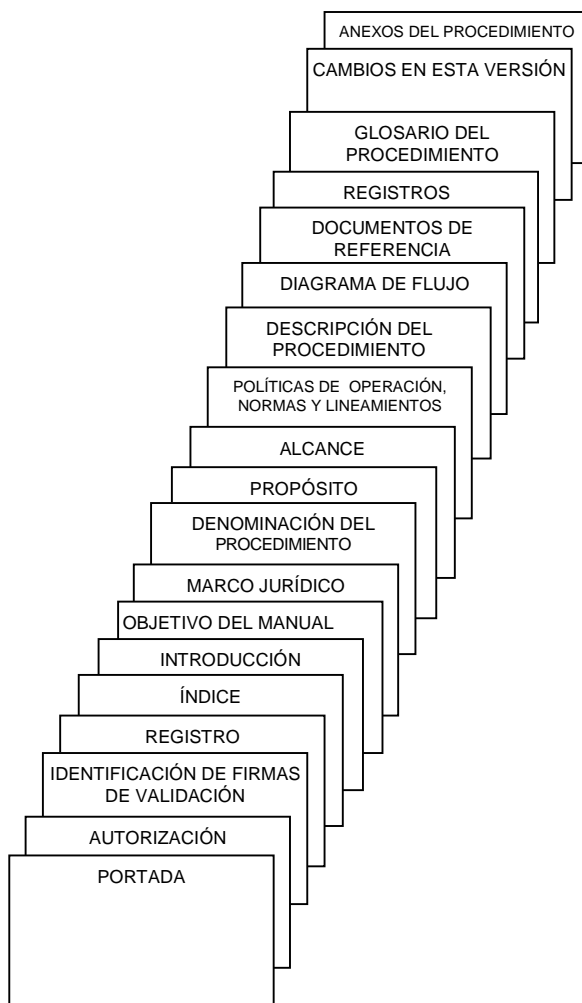 ANEXOS DEL PROCEDIMIENTO
CAMBIOS EN ESTA VERSIÓN
GLOSARIO DEL
PROCEDIMIENTO
REGISTROS
DOCUMENTOS DE
REFERENCIA
DIAGRAMA DE FLUJO
DESCRIPCIÓN DEL
PROCEDIMIENTO
POLÍTICAS DE OPERACIÓN,
NORMAS Y LINEAMIENTOS
ALCANCE
PROPÓSITO
DENOMINACIÓN DEL
PROCEDIMIENTO
MARCO JURÍDICO
OBJETIVO DEL MANUAL
INTRODUCCIÓN
ÍNDICE
REGISTRO
IDENTIFICACIÓN DE FIRMAS
DE VALIDACIÓN
AUTORIZACIÓN
PORTADA